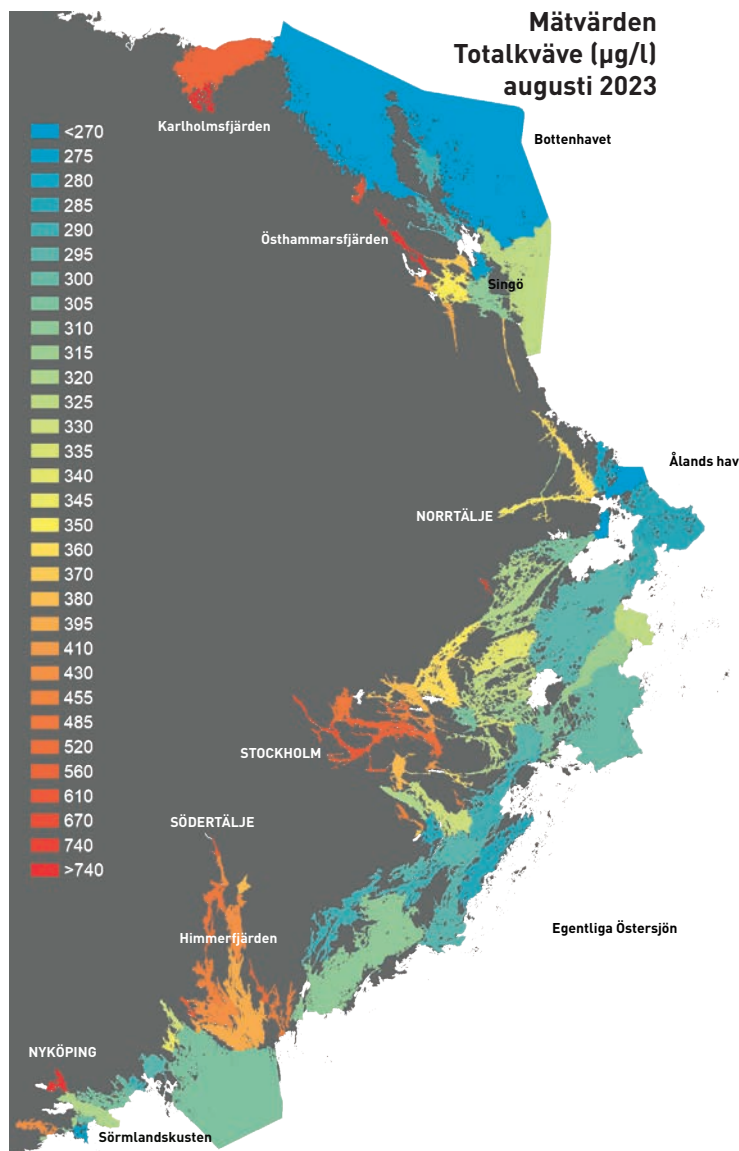 Mätvärden
Totalkväve (µg/l)
augusti 2023
Karlholmsfjärden
Bottenhavet
<270
275
280
285
290
295
300
305
310
315
320
325
330
335
340
345
350
360
370
380
395
410
430
455
485
520
560
610
670
740
>740
Östhammarsfjärden
Singö
Ålands hav
NORRTÄLJE
STOCKHOLM
SÖDERTÄLJE
Himmerfjärden
Egentliga Östersjön
NYKÖPING
Sörmlandskusten